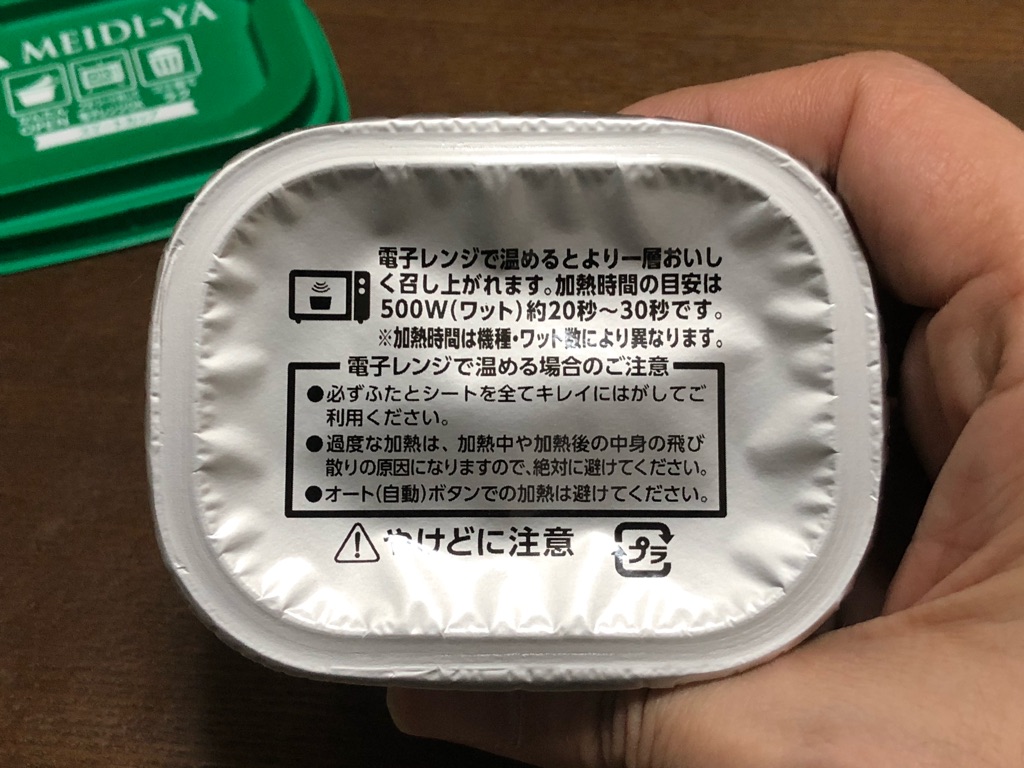 MEIDI-YA
OPEN
電子レンジで温めるとより一層おいし
く召し上がれます。加熱時間の目安は
500W(ワット)約20秒〜30秒です。
※加熱時間は機種・ワット数により異なります。
電子レンジで温める場合のご注意
●必ずふたとシートを全てキレイにはがしてご
利用ください。
●過度な加熱は、加熱中や加熱後の中身の飛び
散りの原因になりますので、絶対に避けてください。
●オート(自動)ボタンでの加熱は避けてください。
やけどに注意
プラ